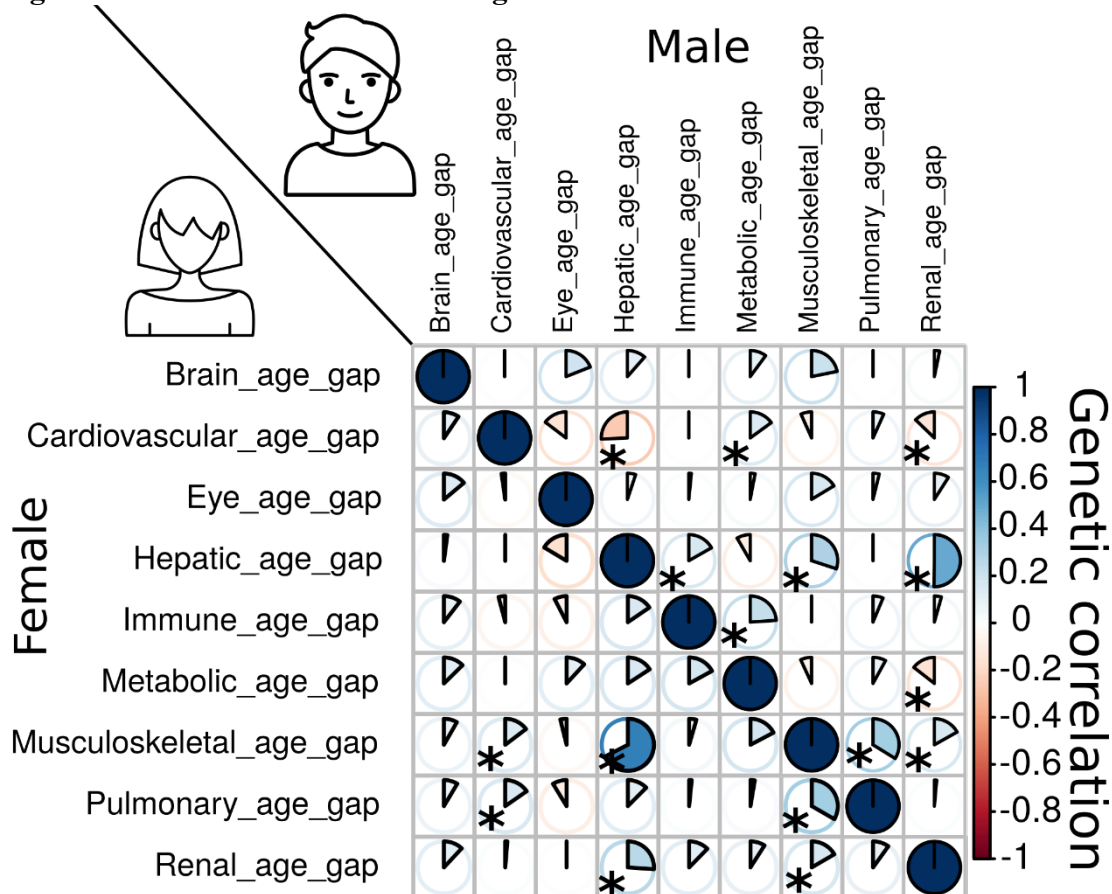 Male
Brain_age_gap
Cardiovascular_age_gap
Eye_age_gap
Hepatic_age_gap
Immune_age_gap
Metabolic_age_gap
Musculoskeletal_age_gap
Pulmonary_age_gap
Renal_age_gap
Female
Brain_age_gap
Cardiovascular_age_gap
Eye_age_gap
Hepatic_age_gap
Immune_age_gap
Metabolic_age_gap
Musculoskeletal_age_gap
Pulmonary_age_gap
Renal_age_gap
1
0.8
0.6
0.4
0.2
0
-0.2
-0.4
-0.6
-0.8
-1
Genetic correlation